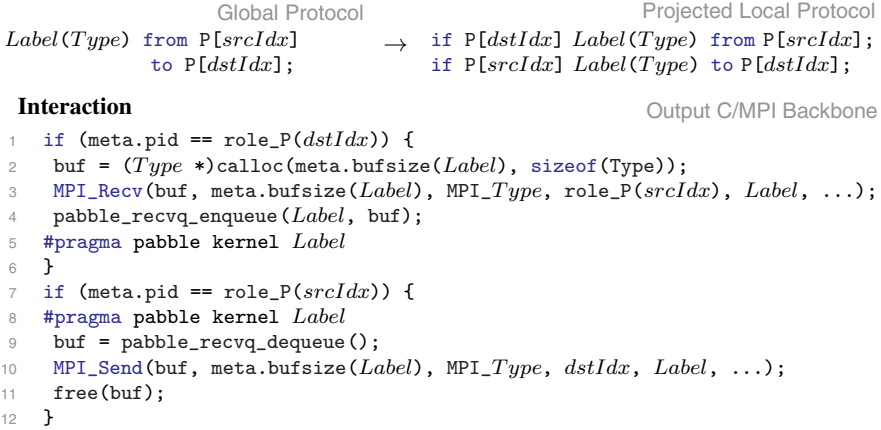 Global Protocol Projected Local Protocol
Label(Type) from P[srcIdx] → if P[dstIdx] Label(Type) from P[srcIdx];
to P[dstIdx]; if P[srcIdx] Label(Type) to P[dstIdx];
Interaction Output C/MPI Backbone
1 if (meta.pid == role_P(dstIdx)) {
2 buf = (Type *)calloc(meta.bufsize(Label), sizeof(Type));
3 MPI_Recv(buf, meta.bufsize(Label), MPI_Type, role_P(srcIdx), Label, ...);
4 pabble_recvq_enqueue(Label, buf);
5 #pragma pabble kernel Label
6 }
7 if (meta.pid == role_P(srcIdx)) {
8 #pragma pabble kernel Label
9 buf = pabble_recvq_dequeue();
10 MPI_Send(buf, meta.bufsize(Label), MPI_Type, dstIdx, Label, ...);
11 free(buf);
12 }